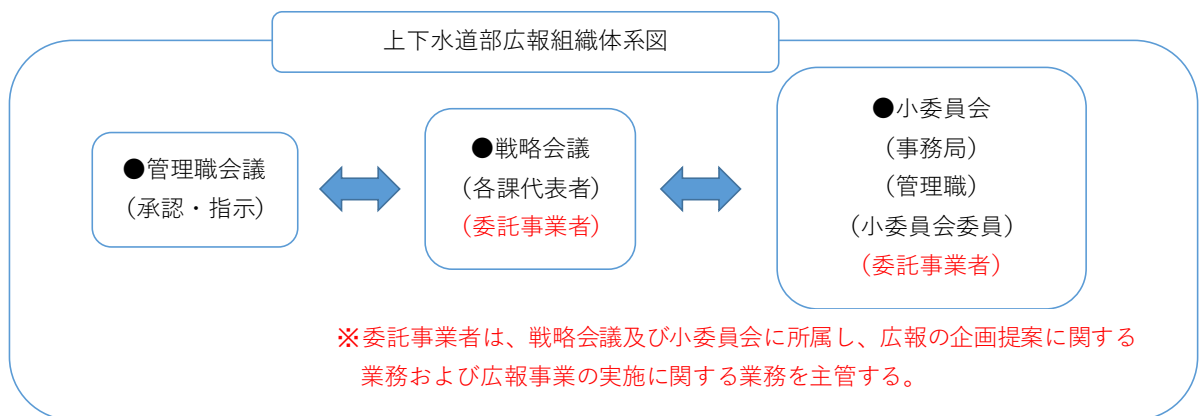 上下水道部広報組織体系図
●管理職会議
(承認・指示)
●戦略会議
(各課代表者)
(委託事業者)
●小委員会
(事務局)
(管理職)
(小委員会委員)
(委託事業者)
※委託事業者は、戦略会議及び小委員会に所属し、広報の企画提案に関する
業務および広報事業の実施に関する業務を主管する。